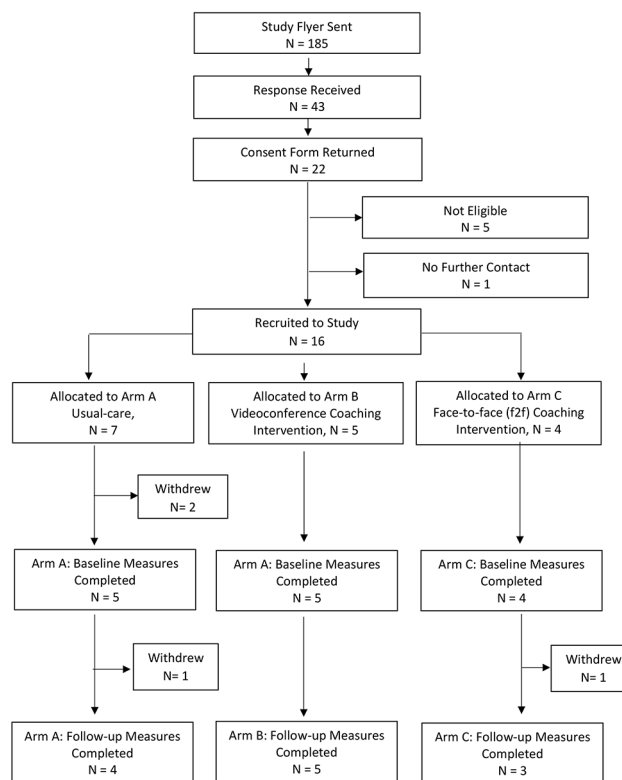 Study Flyer Sent
N = 185
Response Received
N = 43
Consent Form Returned
N = 22
Not Eligible
N = 5
No Further Contact
N = 1
Recruited to Study
N = 16
Allocated to Arm A
Usual-care,
N = 7
Allocated to Arm B
Videoconference Coaching
Intervention, N = 5
Allocated to Arm C
Face-to-face (f2f) Coaching
Intervention, N = 4
Withdrew
N= 2
Arm A: Baseline Measures
Completed
N = 5
Arm A: Baseline Measures
Completed
N = 5
Arm C: Baseline Measures
Completed
N = 4
Withdrew
N= 1
Withdrew
N= 1
Arm A: Follow-up Measures
Completed
N = 4
Arm B: Follow-up Measures
Completed
N = 5
Arm C: Follow-up Measures
Completed
N = 3